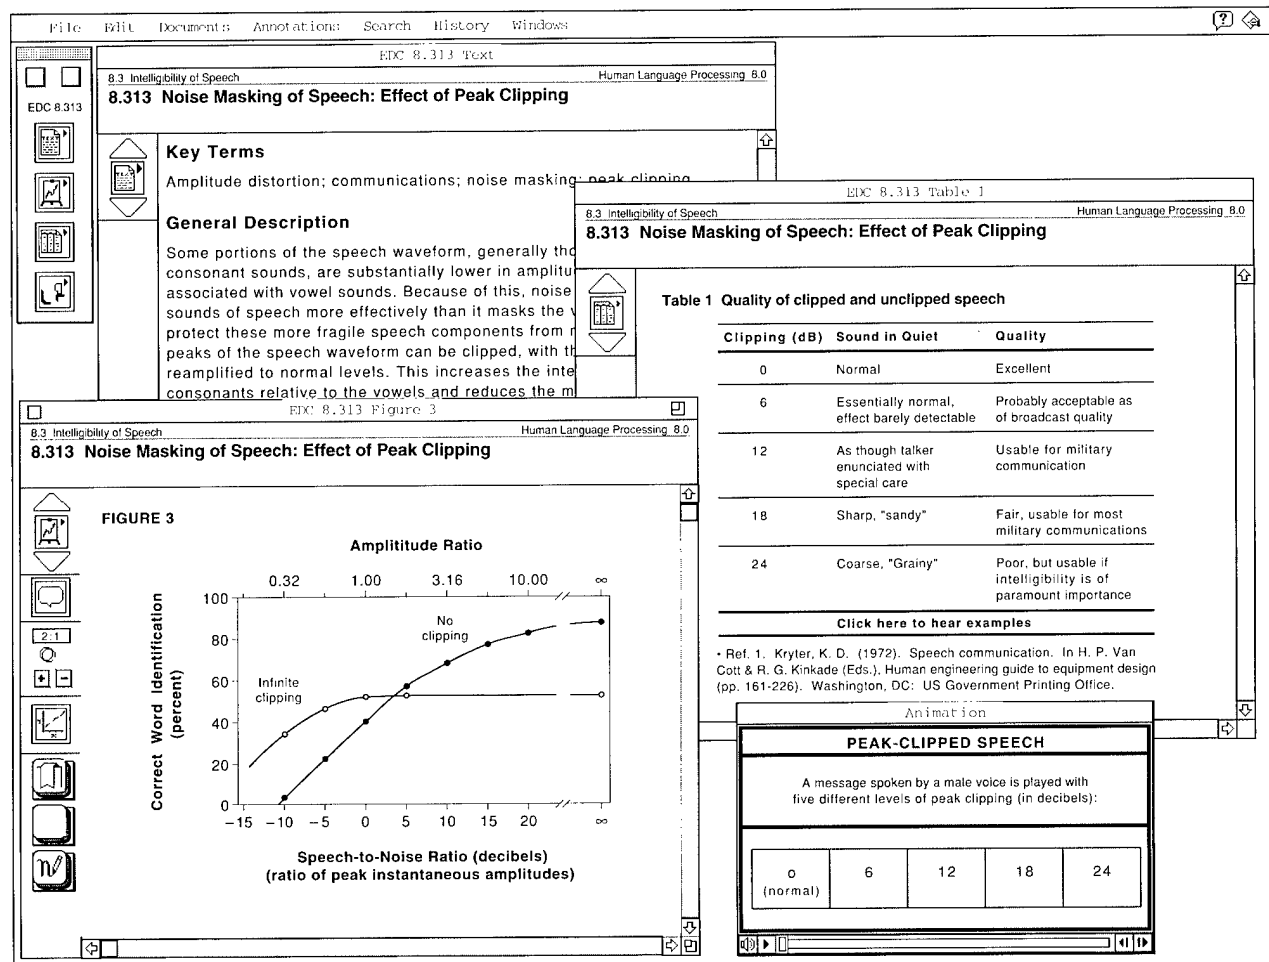 File Edit Documents Annotations Search History Windows
EDC 8.313
EDC 8.313 Text
8.3 Intelligibility of Speech Human Language Processing 8.0
8.313 Noise Masking of Speech: Effect of Peak Clipping
TEXT
Key Terms
Amplitude distortion; communications; noise masking; peak clipping
General Description
Some portions of the speech waveform, generally tho
consonant sounds, are substantially lower in amplitu
associated with vowel sounds. Because of this, noise
sounds of speech more effectively than it masks the v
protect these more fragile speech components from
peaks of the speech waveform can be clipped, with th
reamplified to normal levels. This increases the inte
consonants relative to the vowels and reduces the m
EDC 8.313 Table 1
8.3 Intelligibility of Speech Human Language Processing 8.0
8.313 Noise Masking of Speech: Effect of Peak Clipping
Table 1 Quality of clipped and unclipped speech
Clipping (dB) Sound in Quiet Quality
0 Normal Excellent
6 Essentially normal, Probably acceptable as
effect barely detectable of broadcast quality
12 As though talker Usable for military
enunciated with communication
special care
18 Sharp, "sandy" Fair, usable for most
military communications
24 Coarse, "Grainy" Poor, but usable if
intelligibility is of
paramount importance
Click here to hear examples
• Ref. 1. Kryter, K. D. (1972). Speech communication. In H. P. Van
Cott & R. G. Kinkade (Eds.), Human engineering guide to equipment design
(pp. 161-226). Washington, DC: US Government Printing Office.
EDC 8.313 Figure 3
8.3 Intelligibility of Speech Human Language Processing 8.0
8.313 Noise Masking of Speech: Effect of Peak Clipping
2:1
FIGURE 3
Amplititude Ratio
0.32 1.00 3.16 10.00 ∞
Correct Word Identification
(percent)
100
80
60
40
20
0
No
clipping
Infinite
clipping
−15 −10 −5 0 5 10 15 20 ∞
Speech-to-Noise Ratio (decibels)
(ratio of peak instantaneous amplitudes)
Animation
PEAK-CLIPPED SPEECH
A message spoken by a male voice is played with
five different levels of peak clipping (in decibels):
0 6 12 18 24
(normal)